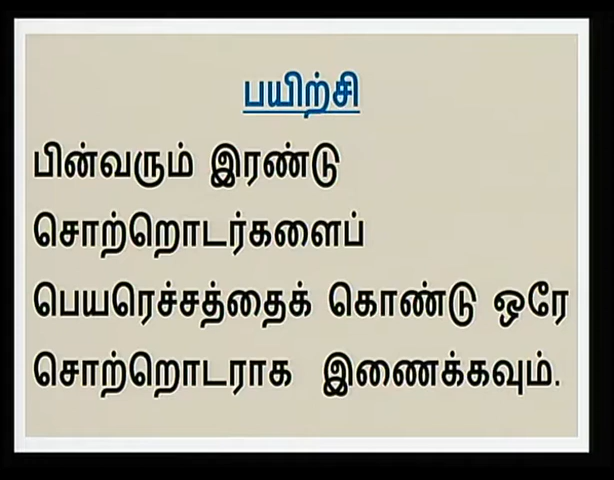 பயிற்சி
பின்வரும் இரண்டு
சொற்றொடர்களைப்
பெயரெச்சத்தைக் கொண்டு ஒரே
சொற்றொடராக இணைக்கவும்.